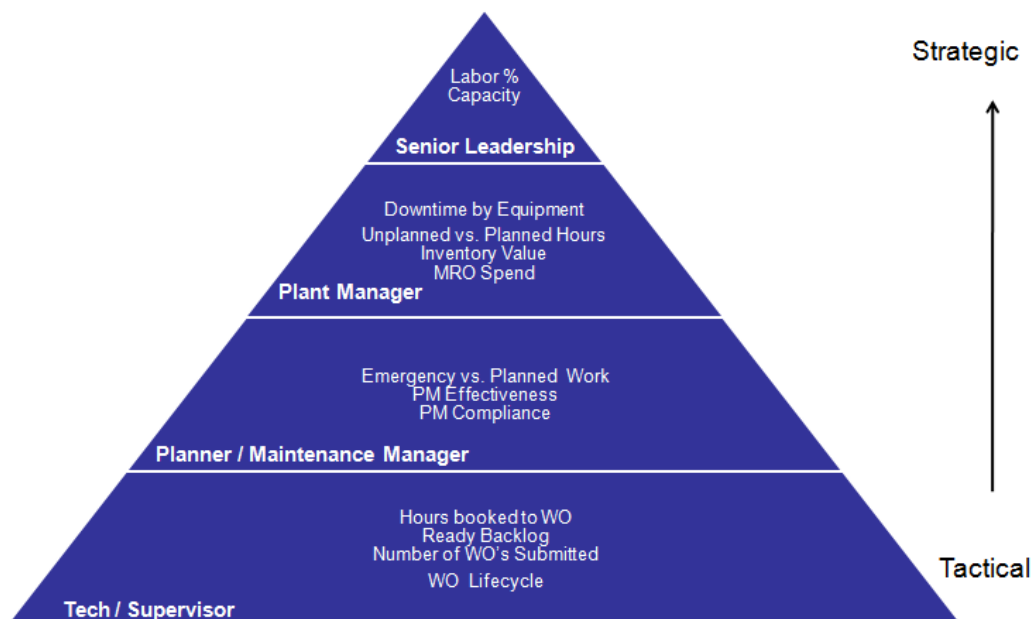 Strategic
Labor %
Capacity
Senior Leadership
Downtime by Equipment
Unplanned vs. Planned Hours
Inventory Value
MRO Spend
Plant Manager
Emergency vs. Planned Work
PM Effectiveness
PM Compliance
Planner / Maintenance Manager
Hours booked to WO
Ready Backlog
Number of WO's Submitted
WO Lifecycle
Tactical
Tech / Supervisor